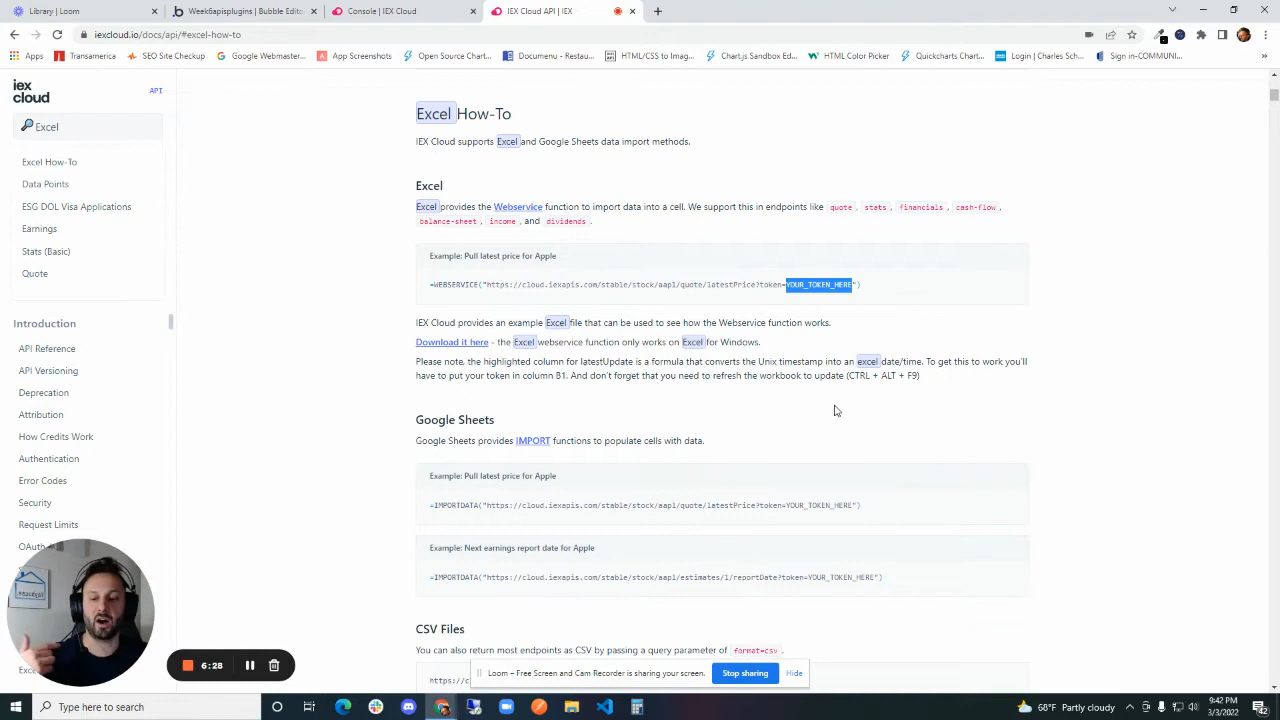 Library | Loom
Week6apisplugins | Bubble Editor
Console | IEX Cloud
IEX Cloud API | IEX
iexcloud.io/docs/api/#excel-how-to
Apps
Transamerica
SEO Site Checkup
Google Webmaster...
App Screenshots
Open Source Chart...
Documenu - Restau...
HTML/CSS to Imag...
Chart.js Sandbox Ed...
HTML Color Picker
Quickcharts Chart...
Login | Charles Sch...
Sign in-COMMUNI...
»
iex
cloud
API
Excel
Excel How-To
Data Points
ESG DOL Visa Applications
Earnings
Stats (Basic)
Quote
Introduction
API Reference
API Versioning
Deprecation
Attribution
How Credits Work
Authentication
Error Codes
Security
Request Limits
OAuth
Excel How-To
IEX Cloud supports Excel and Google Sheets data import methods.
Excel
Excel provides the Webservice function to import data into a cell. We support this in endpoints like quote, stats, financials, cash-flow,
balance-sheet, income, and dividends.
Example: Pull latest price for Apple
=WEBSERVICE("https://cloud.iexapis.com/stable/stock/aapl/quote/latestPrice?token=YOUR_TOKEN_HERE")
IEX Cloud provides an example Excel file that can be used to see how the Webservice function works.
Download it here - the Excel webservice function only works on Excel for Windows.
Please note, the highlighted column for latestUpdate is a formula that converts the Unix timestamp into an excel date/time. To get this to work you'll
have to put your token in column B1. And don't forget that you need to refresh the workbook to update (CTRL + ALT + F9)
Google Sheets
Google Sheets provides IMPORT functions to populate cells with data.
Example: Pull latest price for Apple
=IMPORTDATA("https://cloud.iexapis.com/stable/stock/aapl/quote/latestPrice?token=YOUR_TOKEN_HERE")
Example: Next earnings report date for Apple
=IMPORTDATA("https://cloud.iexapis.com/stable/stock/aapl/estimates/1/reportDate?token=YOUR_TOKEN_HERE")
CSV Files
You can also return most endpoints as CSV by passing a query parameter of format=csv.
https://c
6:28
Loom – Free Screen and Cam Recorder is sharing your screen.
Stop sharing
Hide
Type here to search
68°F Partly cloudy
9:42 PM
3/3/2022